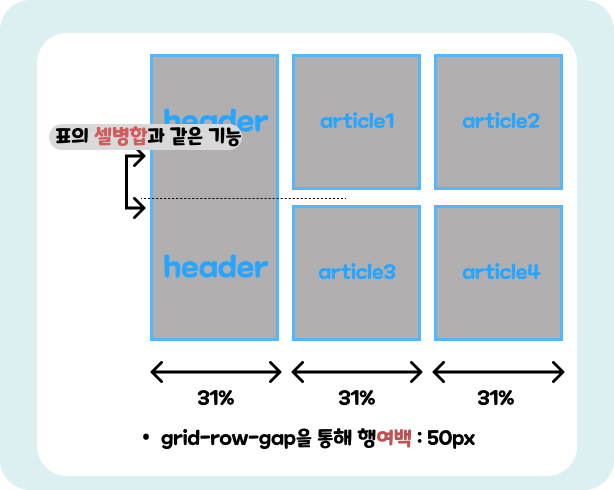 header
article1
article2
표의 셀병합과 같은 기능
header
article3
article4
31%
31%
31%
• grid-row-gap을 통해 행여백 : 50px